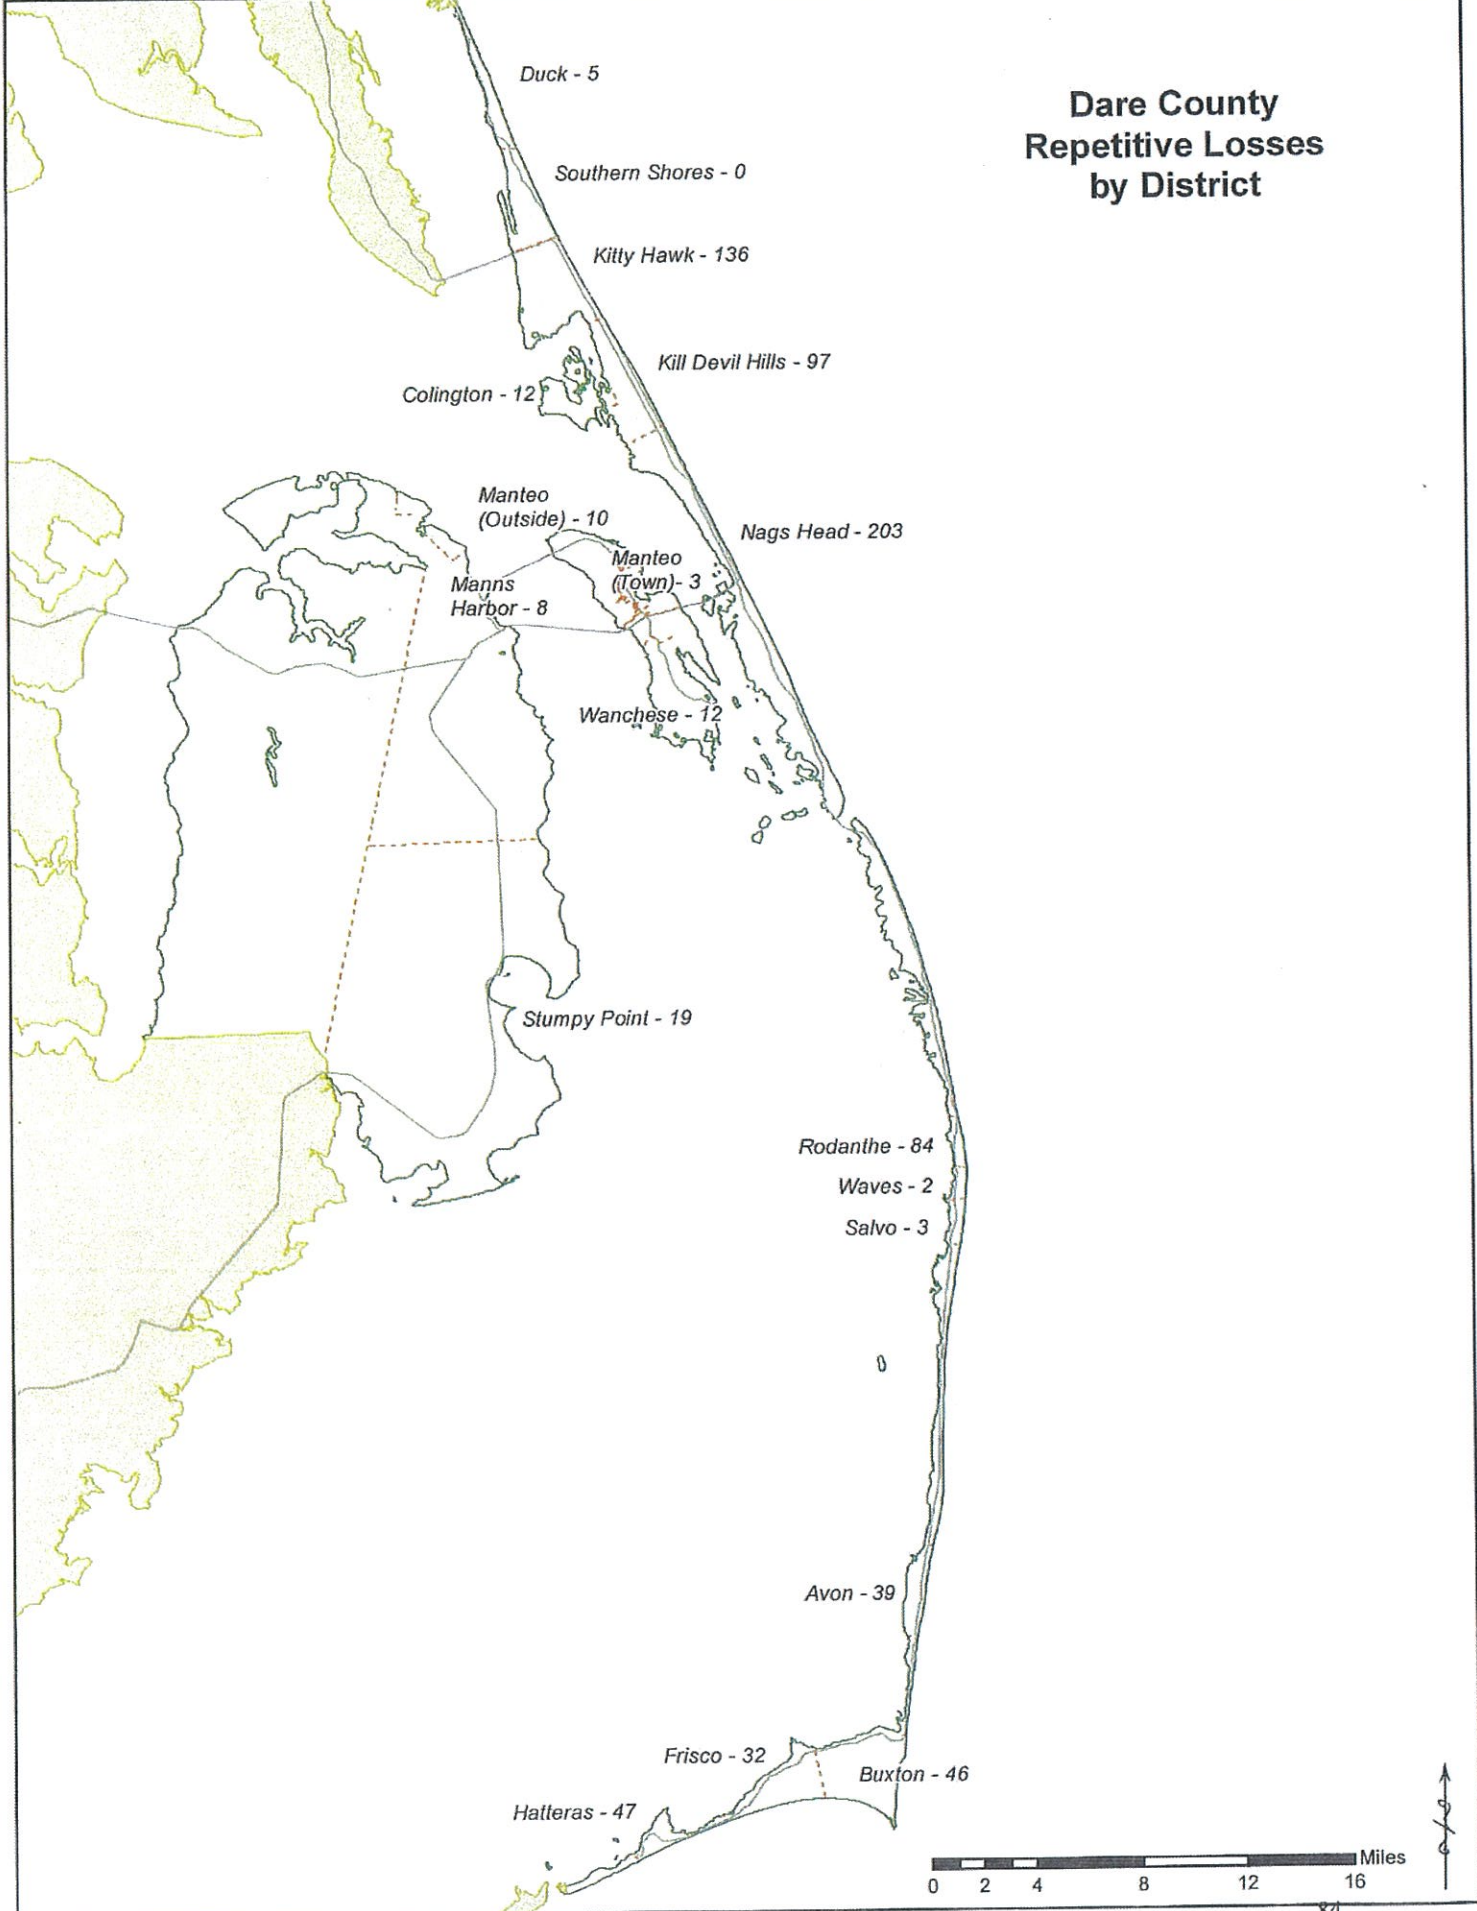 Dare County
Repetitive Losses
by District
Duck - 5
Southern Shores - 0
Kitty Hawk - 136
Kill Devil Hills - 97
Colington - 12
Manteo
(Outside) - 10
Nags Head - 203
Manteo
(Town)- 3
Manns
Harbor - 8
Wanchese - 12
Stumpy Point - 19
Rodanthe - 84
Waves - 2
Salvo - 3
Avon - 39
Frisco - 32
Buxton - 46
Hatteras - 47
Miles
0 2 4 8 12 16